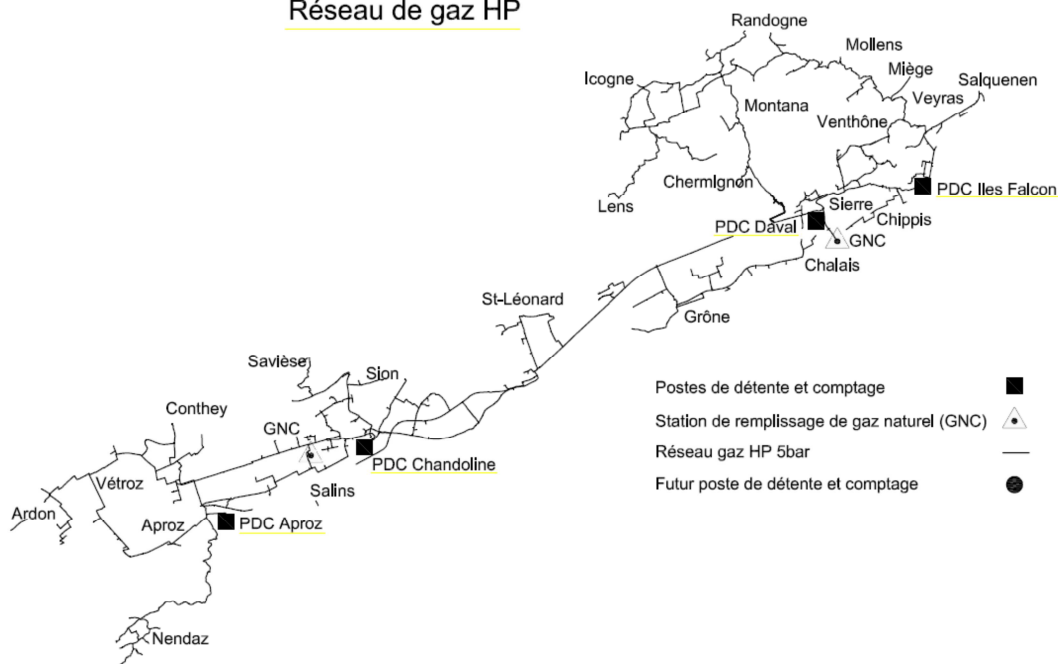 Réseau de gaz HP
Randogne
Mollens
Miège
Icogne
Salquenen
Veyras
Montana
Venthône
Chermignon
PDC Iles Falcon
Lens
Sierre
Chippis
PDC Daval
GNC
Chalais
St-Léonard
Grône
Savièse
Sion
Postes de détente et comptage
Conthey
Station de remplissage de gaz naturel (GNC)
GNC
Réseau gaz HP 5bar
PDC Chandoline
Vétroz
Futur poste de détente et comptage
Salins
Ardon
Aproz
PDC Aproz
Nendaz